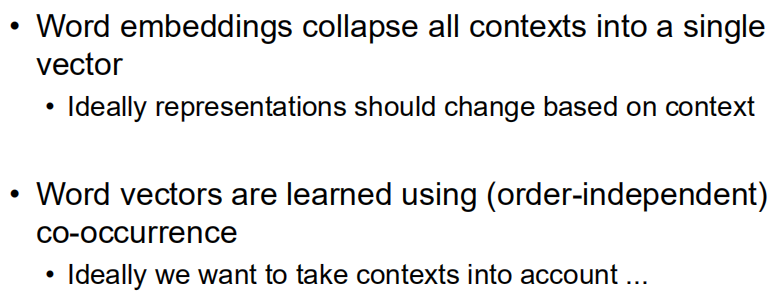 • Word embeddings collapse all contexts into a single
vector
• Ideally representations should change based on context
• Word vectors are learned using (order-independent)
co-occurrence
• Ideally we want to take contexts into account ...